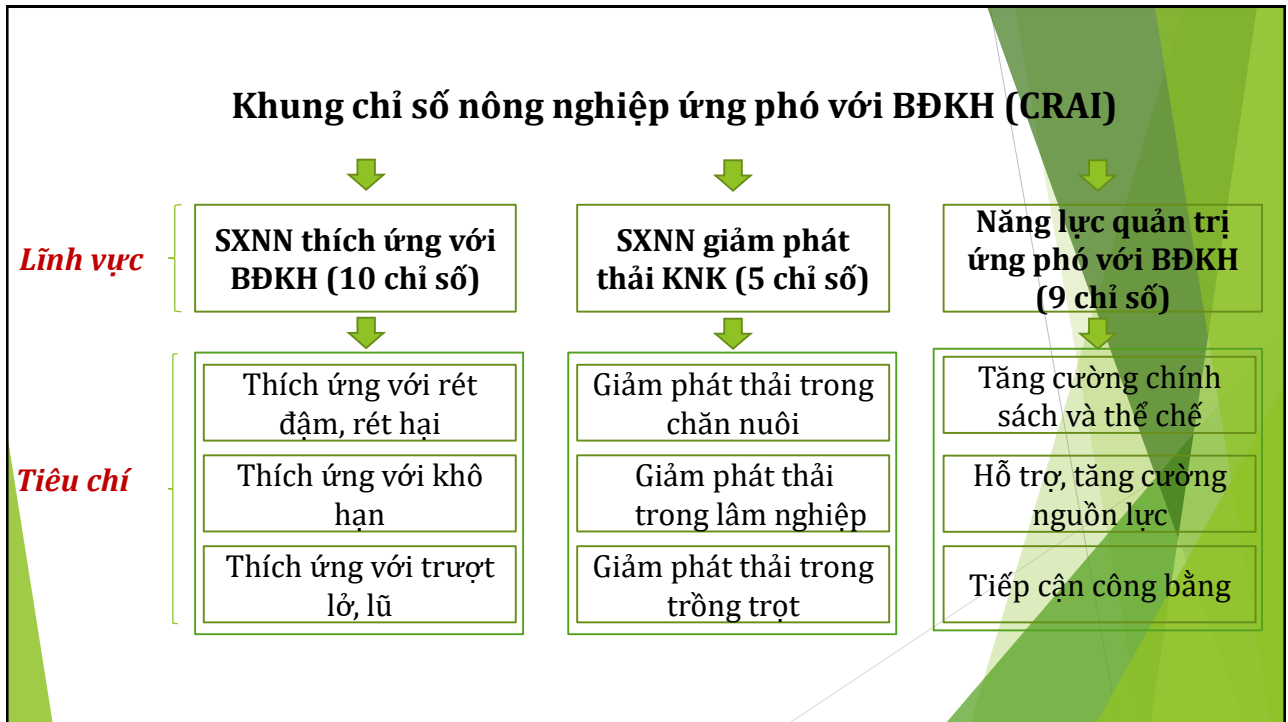 Khung chỉ số nông nghiệp ứng phó với BĐKH (CRAI)
Lĩnh vực
SXNN thích ứng với
BĐKH (10 chỉ số)
SXNN giảm phát
thải KNK (5 chỉ số)
Năng lực quản trị
ứng phó với BĐKH
(9 chỉ số)
Tiêu chí
Thích ứng với rét
đậm, rét hại
Thích ứng với khô
hạn
Thích ứng với trượt
lở, lũ
Giảm phát thải trong
chăn nuôi
Giảm phát thải
trong lâm nghiệp
Giảm phát thải trong
trồng trọt
Tăng cường chính
sách và thể chế
Hỗ trợ, tăng cường
nguồn lực
Tiếp cận công bằng